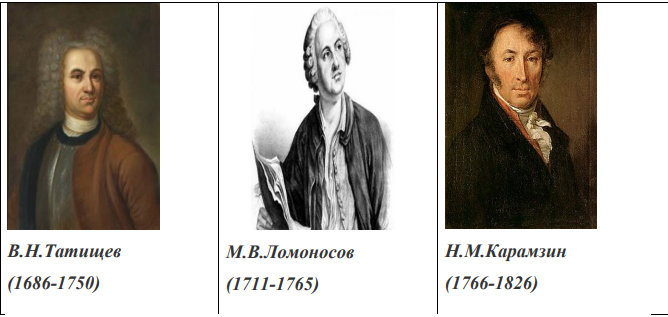 В.Н.Татищев
(1686-1750)
М.В.Ломоносов
(1711-1765)
Н.М.Карамзин
(1766-1826)